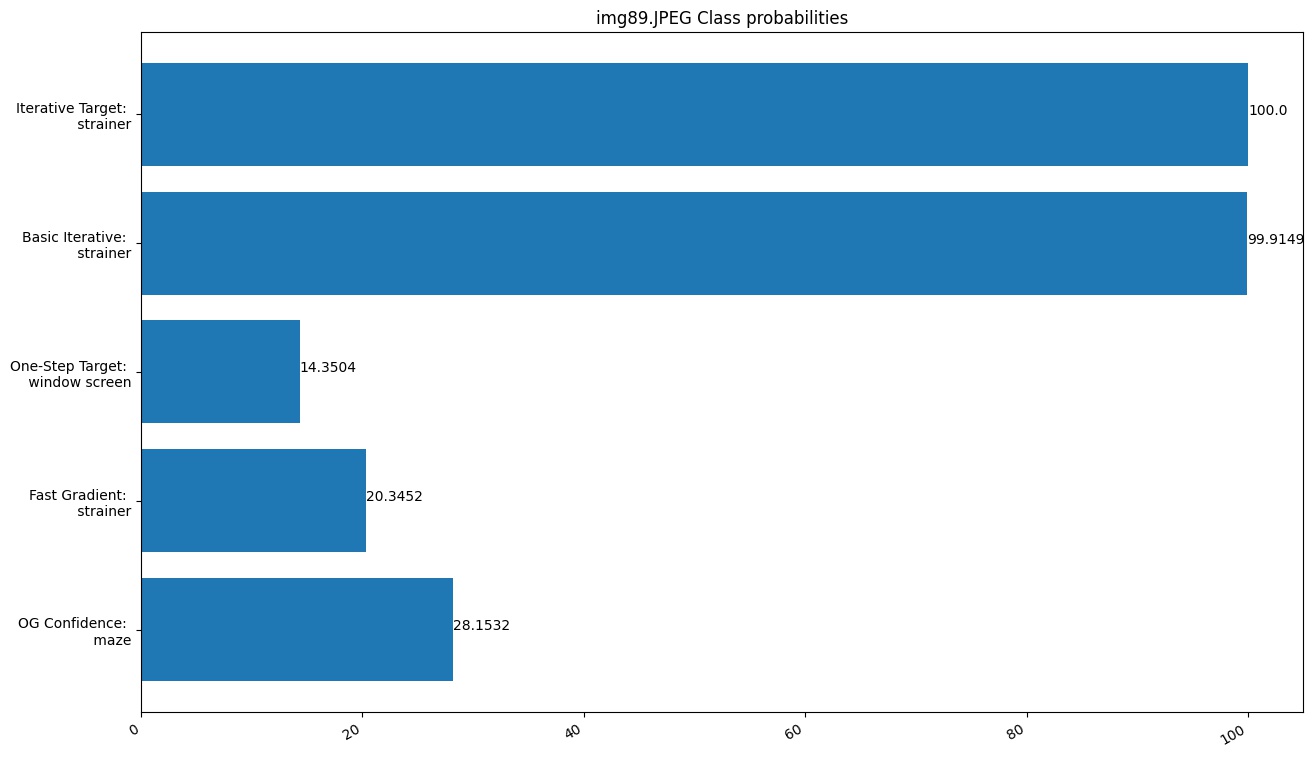 img89.JPEG Class probabilities
Iterative Target:
strainer
100.0
Basic Iterative:
strainer
99.9149
One-Step Target:
window screen
14.3504
Fast Gradient:
strainer
20.3452
OG Confidence:
maze
28.1532
0
20
40
60
80
100